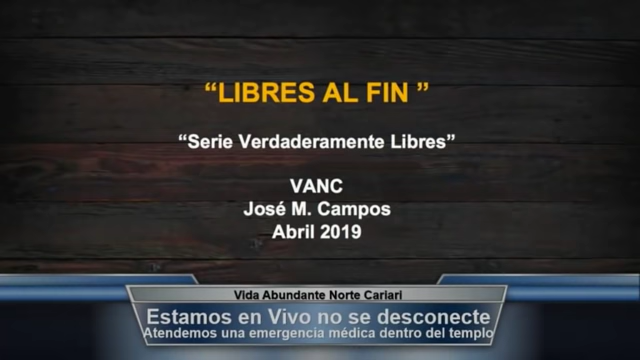 “LIBRES AL FIN ”
“Serie Verdaderamente Libres”
VANC
José M. Campos
Abril 2019
Vida Abundante Norte Cariari
Estamos en Vivo no se desconecte
Atendemos una emergencia médica dentro del templo